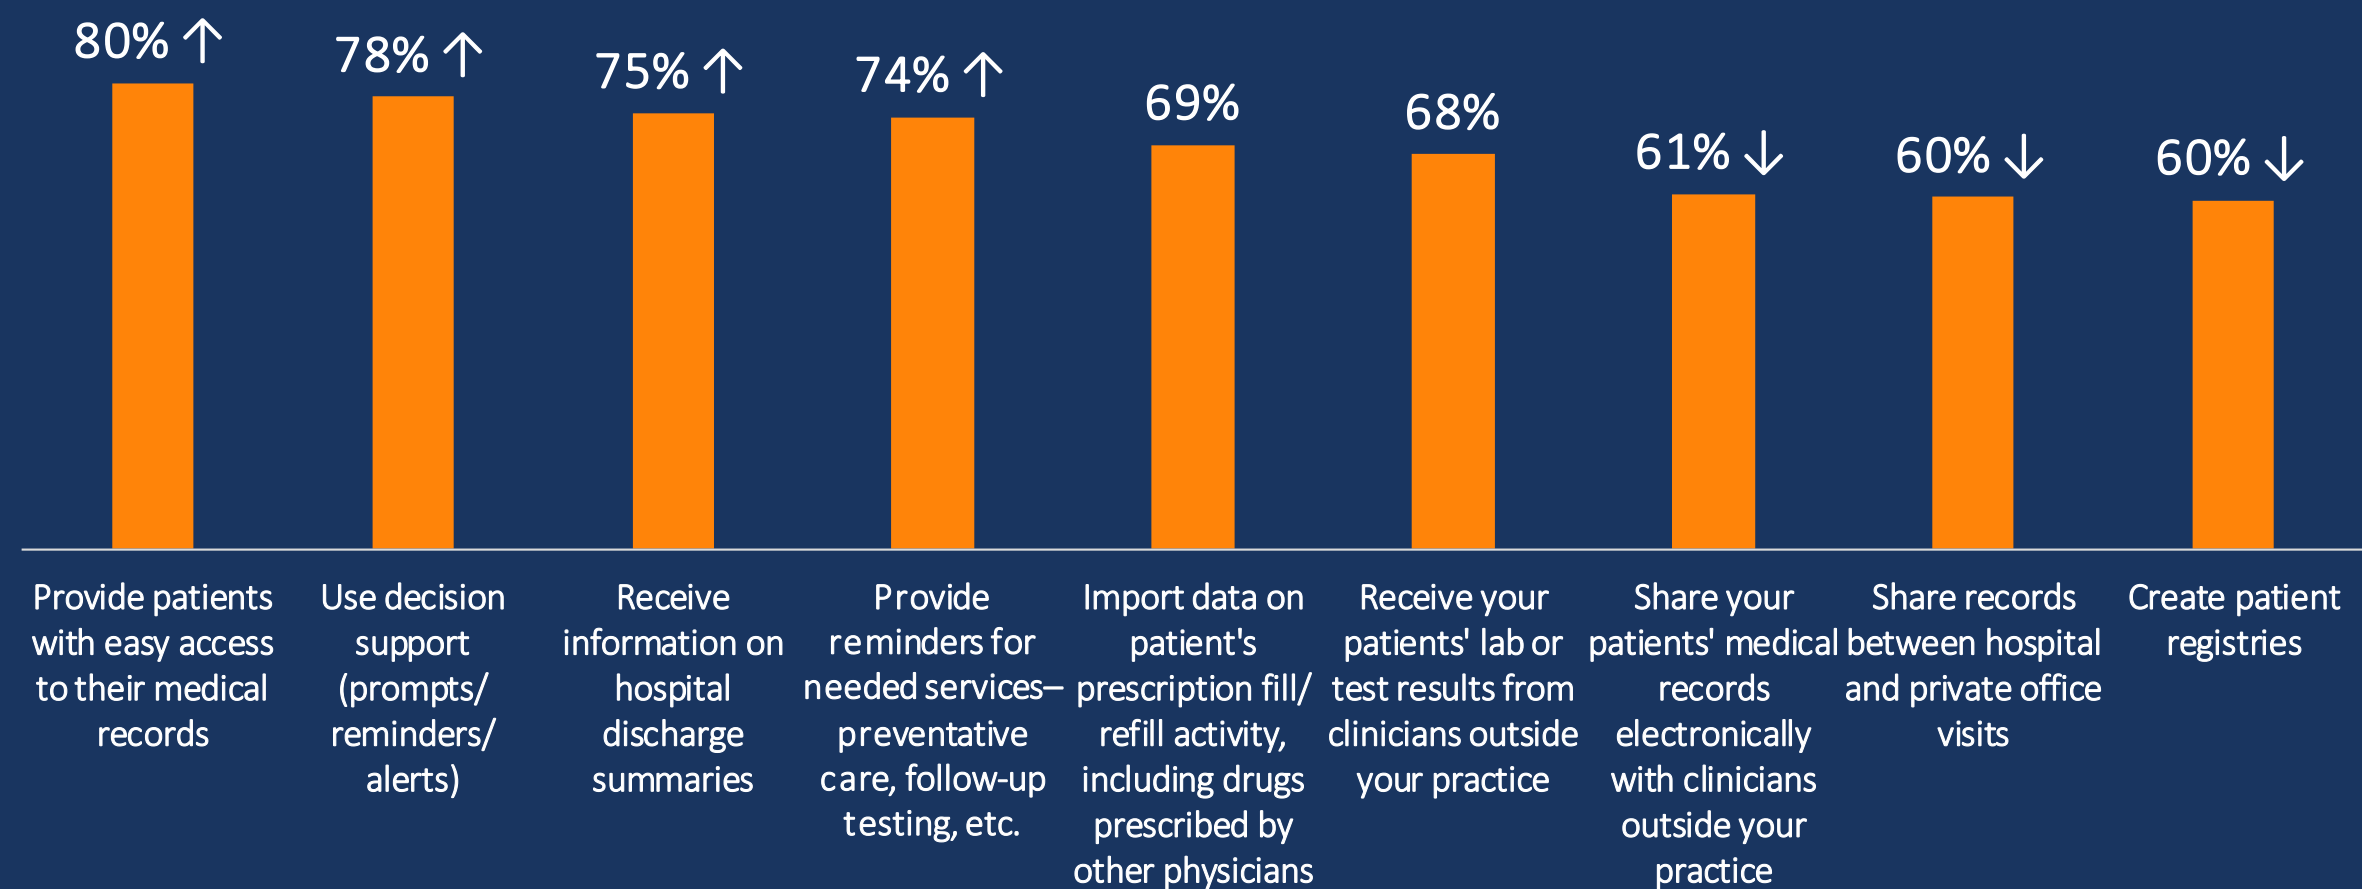 80% ↑
78% ↑
75% ↑
74% ↑
69%
68%
61% ↓
60% ↓
60% ↓
Provide patients
with easy access
to their medical
records
Use decision
support
(prompts/
reminders/
alerts)
Receive
information on
hospital
discharge
summaries
Provide
reminders for
needed services–
preventative
care, follow-up
testing, etc.
Import data on
patient's
prescription fill/
refill activity,
including drugs
prescribed by
other physicians
Receive your
patients' lab or
test results from
clinicians outside
your practice
Share your
patients' medical
records
electronically
with clinicians
outside your
practice
Share records
between hospital
and private office
visits
Create patient
registries